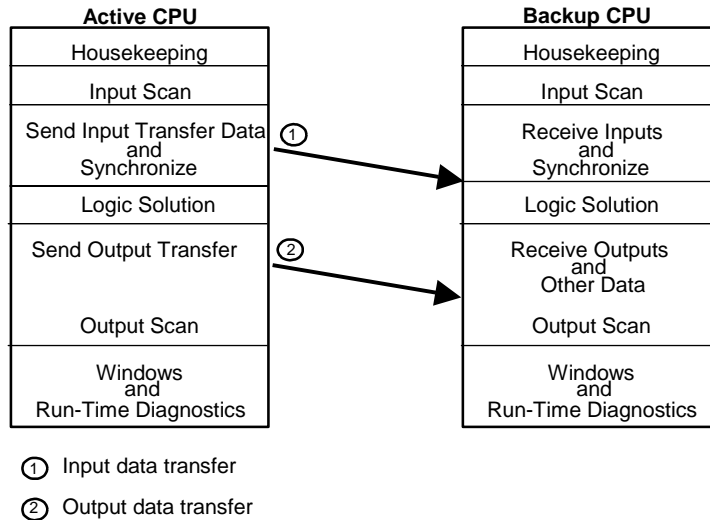 Active CPU
Housekeeping
Input Scan
Send Input Transfer Data
and
Synchronize
Logic Solution
Send Output Transfer
Output Scan
Windows
and
Run-Time Diagnostics
1
2
Backup CPU
Housekeeping
Input Scan
Receive Inputs
and
Synchronize
Logic Solution
Receive Outputs
and
Other Data
Output Scan
Windows
and
Run-Time Diagnostics
1 Input data transfer
2 Output data transfer